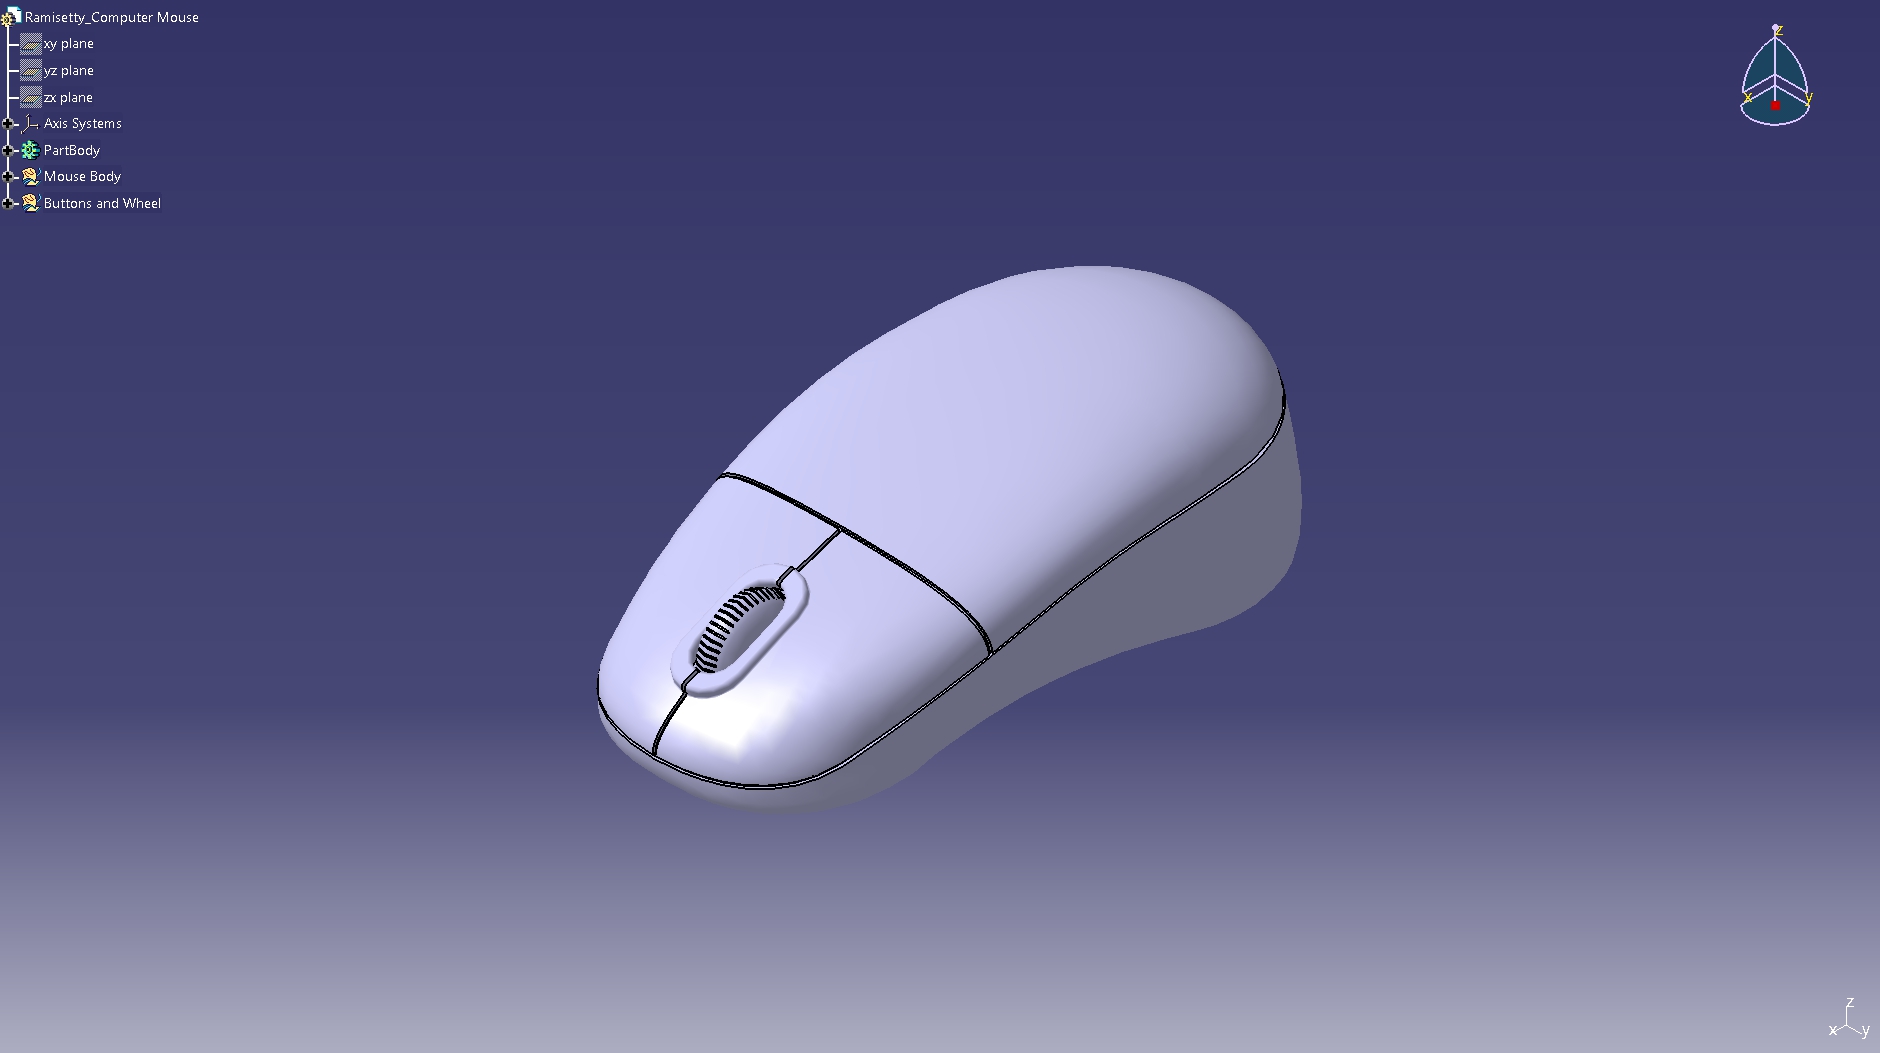 Ramisetty_Computer Mouse
xy plane
yz plane
zx plane
Axis Systems
PartBody
Mouse Body
Buttons and Wheel
z
x y
z
x y